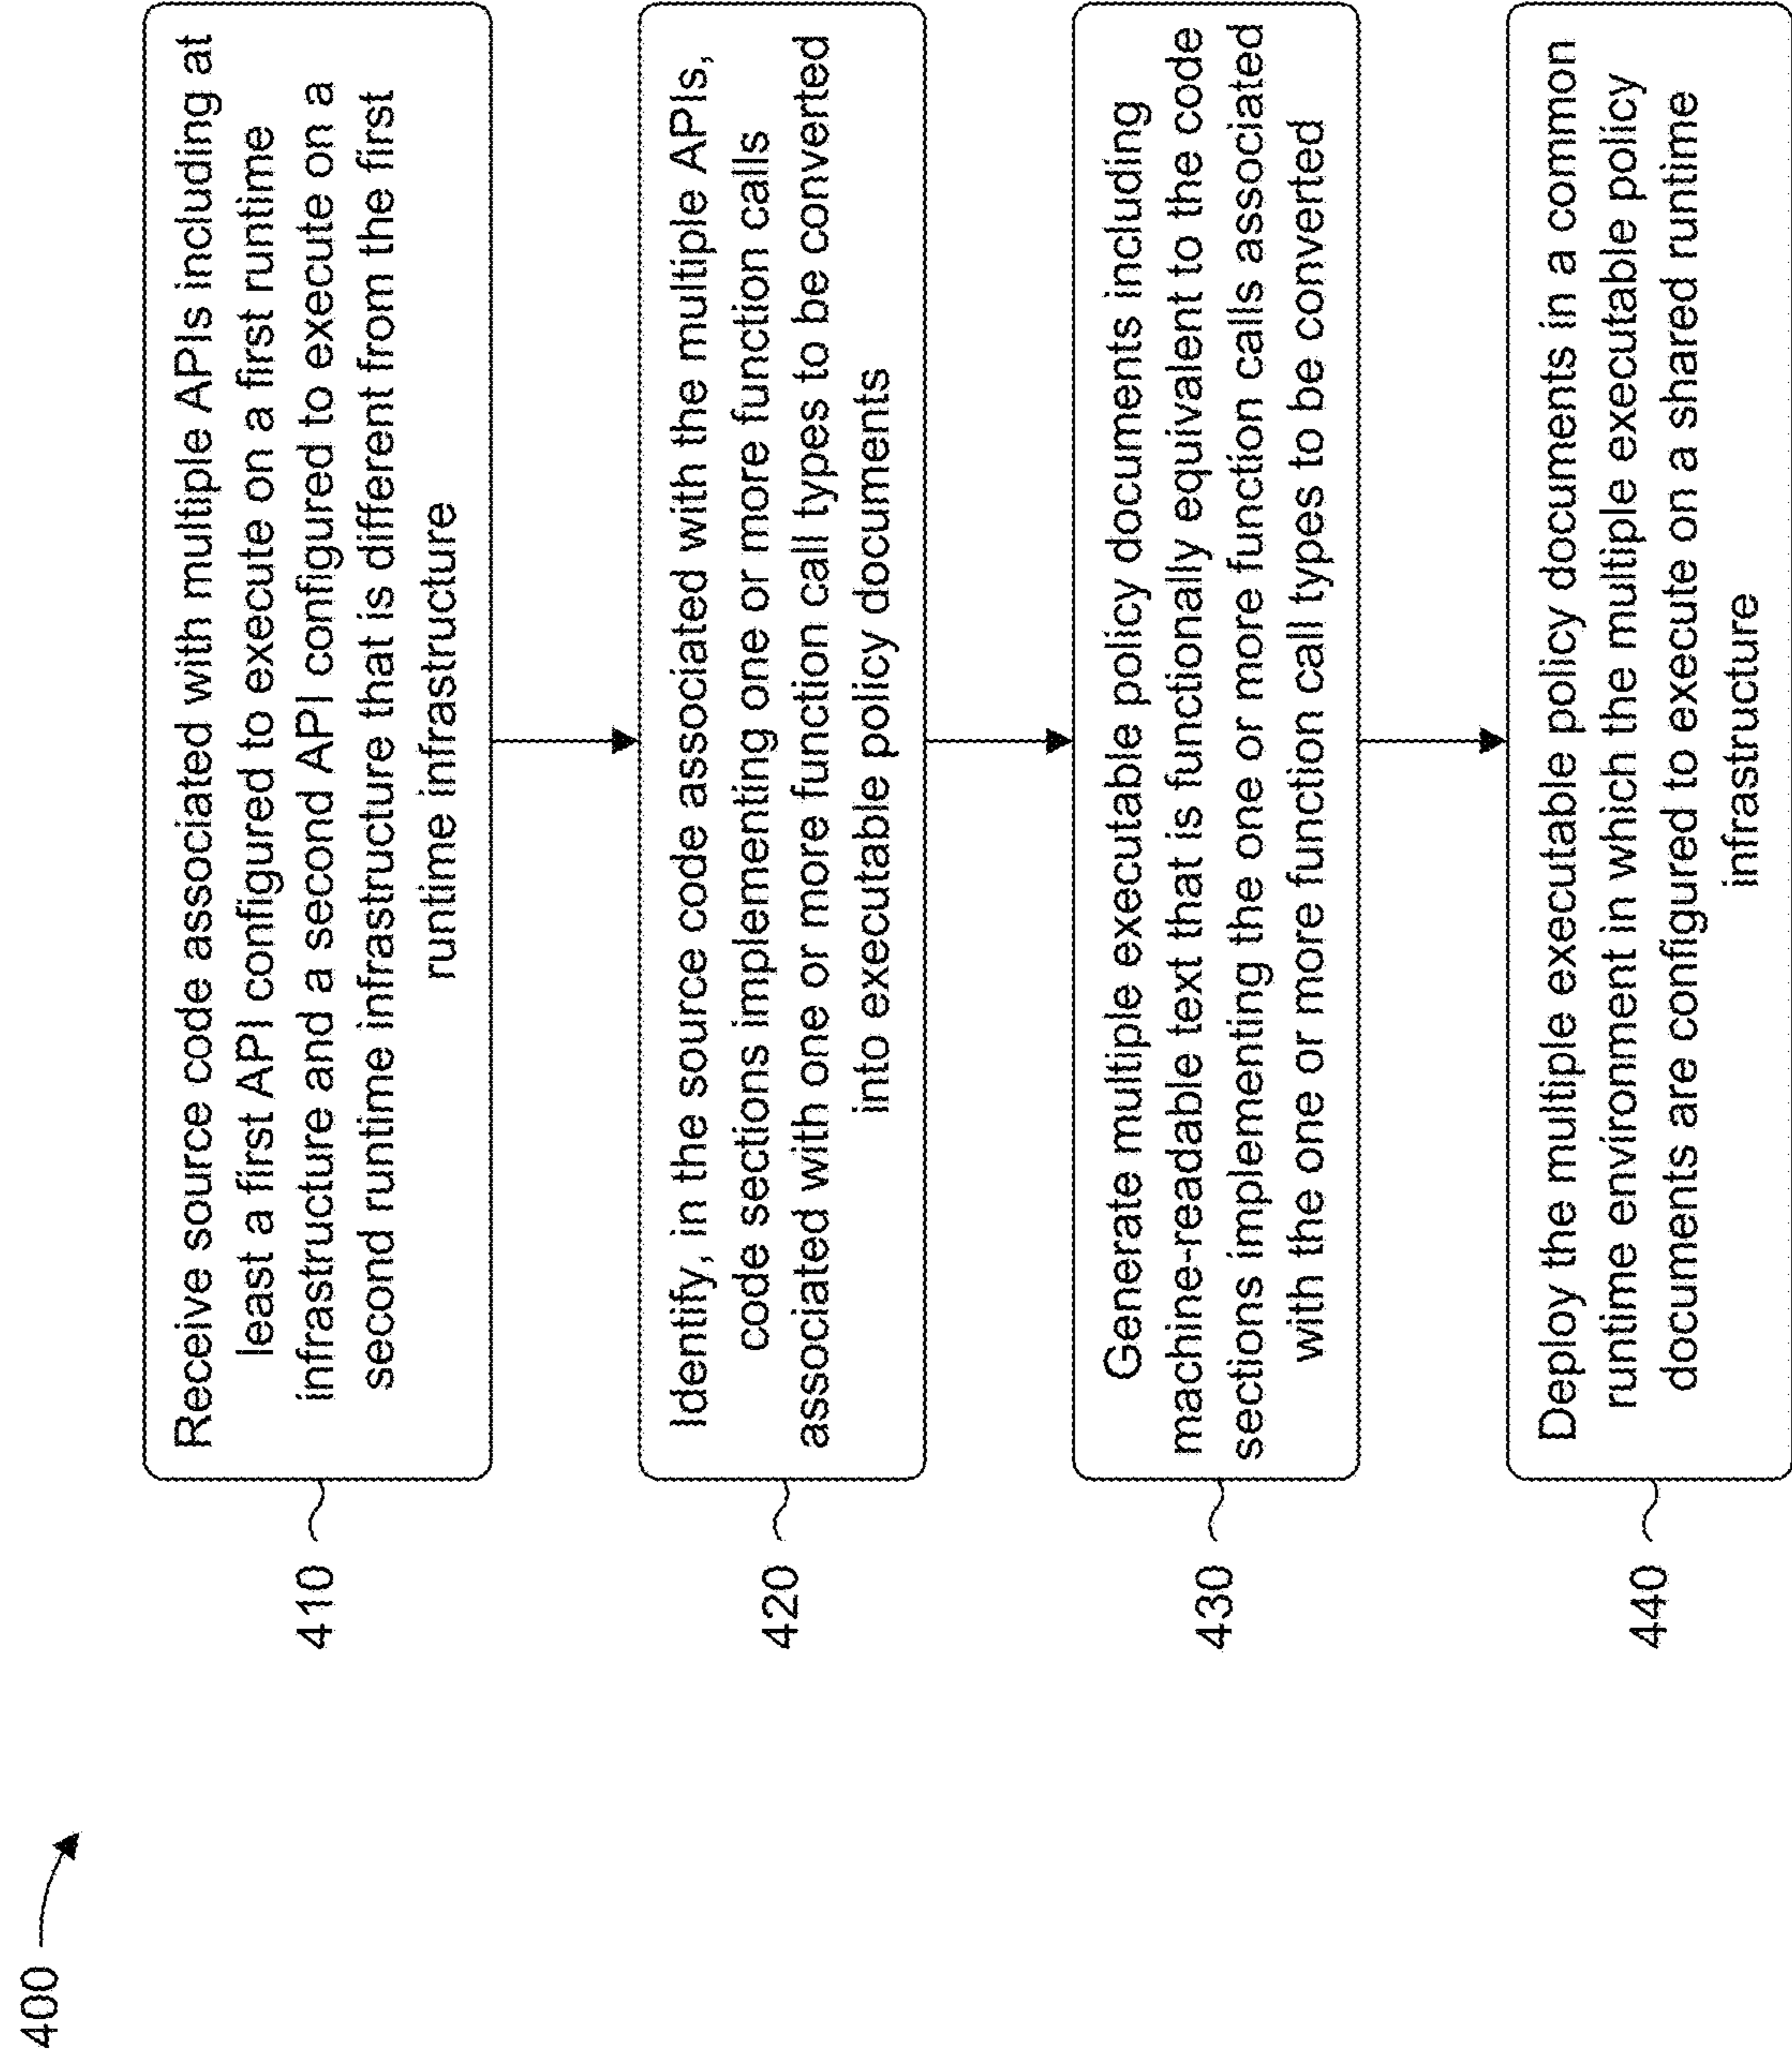 400
410
Receive source code associated with multiple APIs including at
least a first API configured to execute on a first runtime
infrastructure and a second API configured to execute on a
second runtime infrastructure that is different from the first
runtime infrastructure
420
Identify, in the source code associated with the multiple APIs,
code sections implementing one or more function calls
associated with one or more function call types to be converted
into executable policy documents
430
Generate multiple executable policy documents including
machine-readable text that is functionally equivalent to the code
sections implementing the one or more function calls associated
with the one or more function call types to be converted
440
Deploy the multiple executable policy documents in a common
runtime environment in which the multiple executable policy
documents are configured to execute on a shared runtime
infrastructure